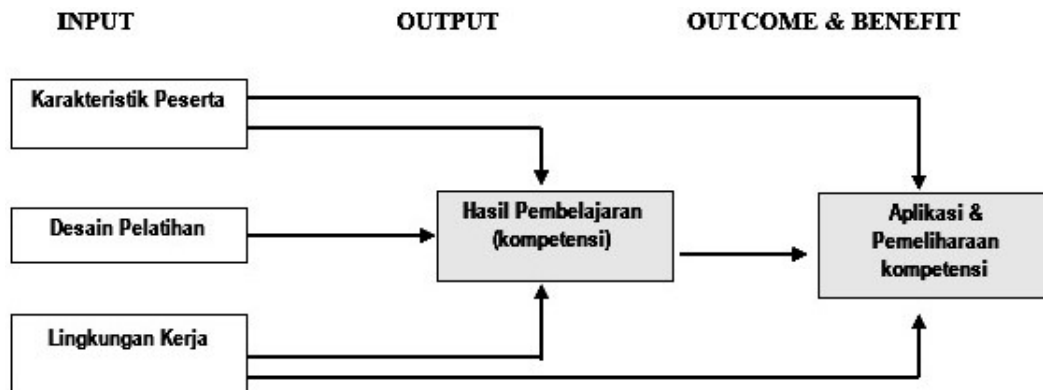 INPUT OUTPUT OUTCOME & BENEFIT
Karakteristik Peserta
Desain Pelatihan
Lingkungan Kerja
Hasil Pembelajaran
(kompetensi)
Aplikasi &
Pemeliharaan
kompetensi